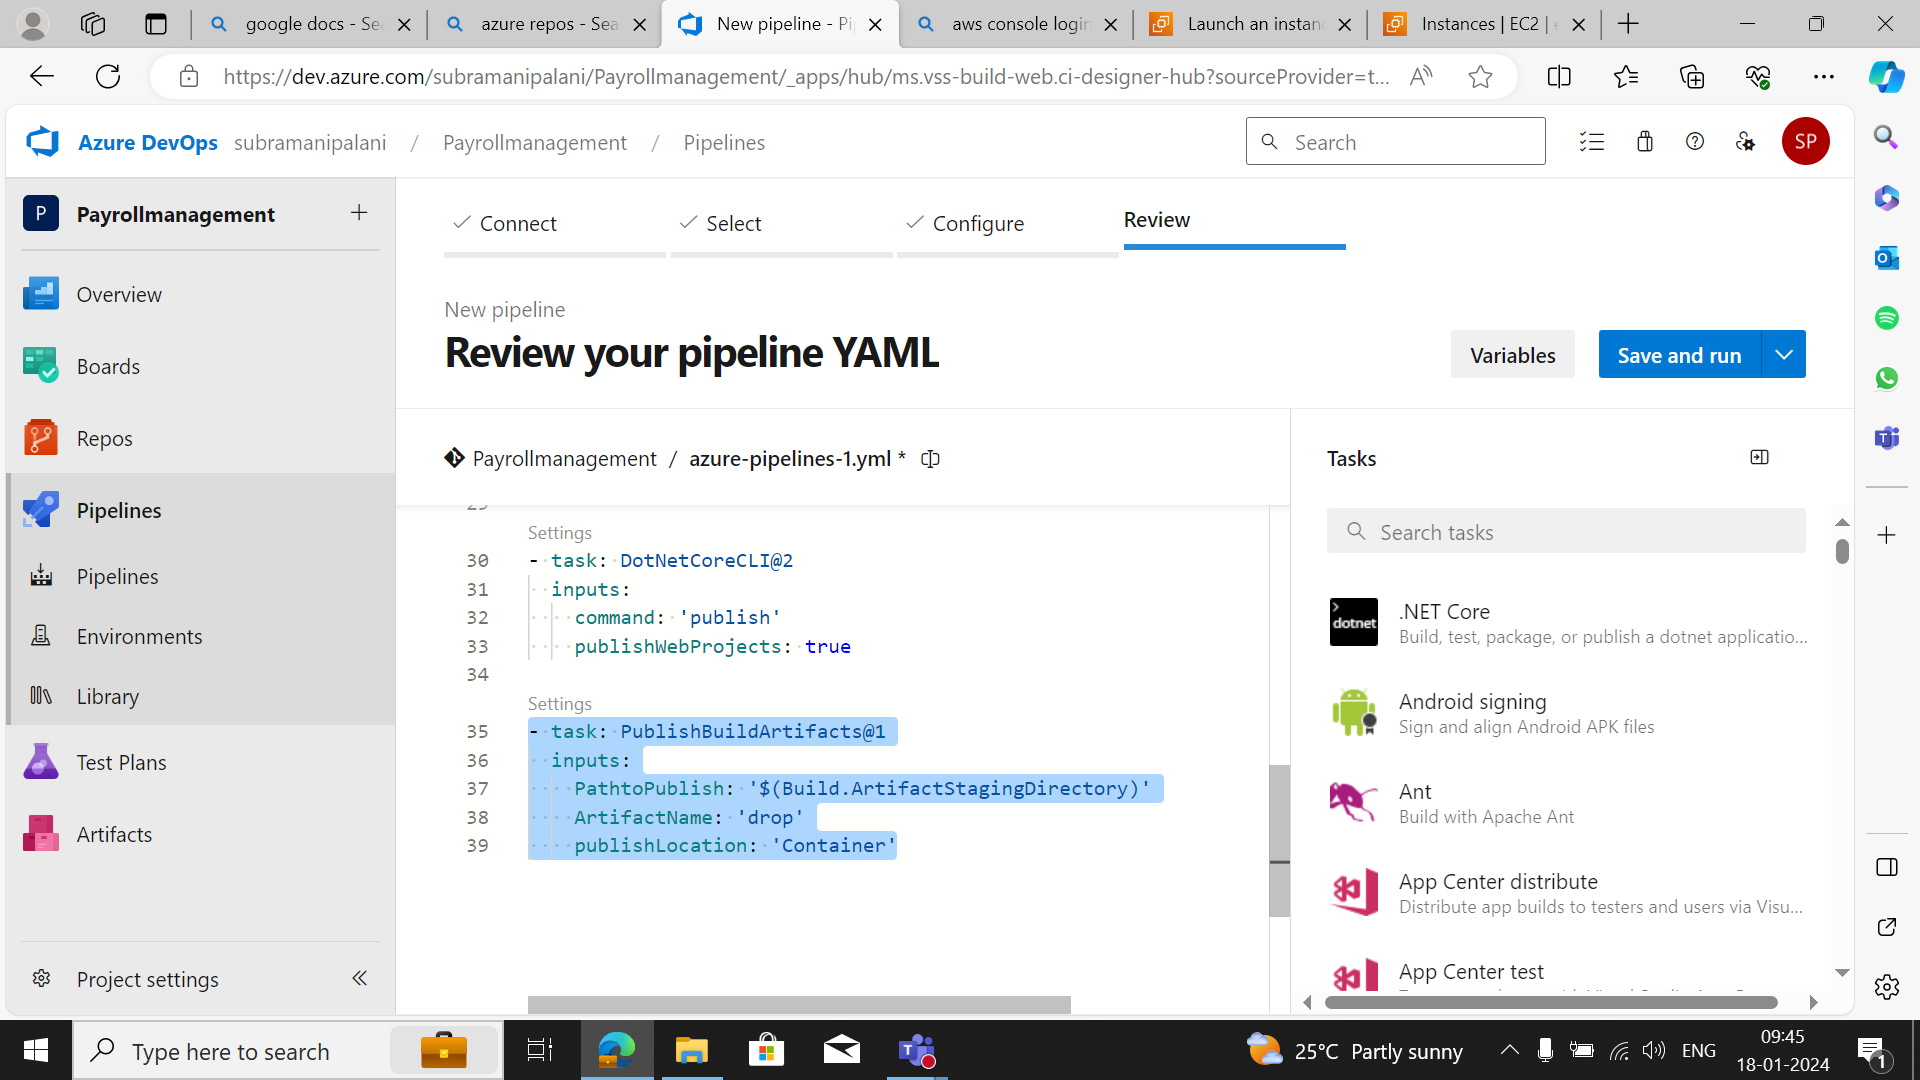 google docs - Sea
azure repos - Sea
New pipeline - Pip
aws console login
Launch an instanc
Instances | EC2 | e
https://dev.azure.com/subramanipalani/Payrollmanagement/_apps/hub/ms.vss-build-web.ci-designer-hub?sourceProvider=t...
Azure DevOps subramanipalani / Payrollmanagement / Pipelines
Search
SP
P Payrollmanagement
Overview
Boards
Repos
Pipelines
Pipelines
Environments
Library
Test Plans
Artifacts
Project settings
Connect
Select
Configure
Review
New pipeline
Review your pipeline YAML
Variables
Save and run
Payrollmanagement / azure-pipelines-1.yml *
29
Settings
30 - task: DotNetCoreCLI@2
31 inputs:
32 command: 'publish'
33 publishWebProjects: true
34
Settings
35 - task: PublishBuildArtifacts@1
36 inputs:
37 PathtoPublish: '$(Build.ArtifactStagingDirectory)'
38 ArtifactName: 'drop'
39 publishLocation: 'Container'
Tasks
Search tasks
dotnet
.NET Core
Build, test, package, or publish a dotnet applicatio...
Android signing
Sign and align Android APK files
Ant
Build with Apache Ant
App Center distribute
Distribute app builds to testers and users via Visu...
App Center test
Type here to search
25°C Partly sunny
ENG
09:45
18-01-2024
1